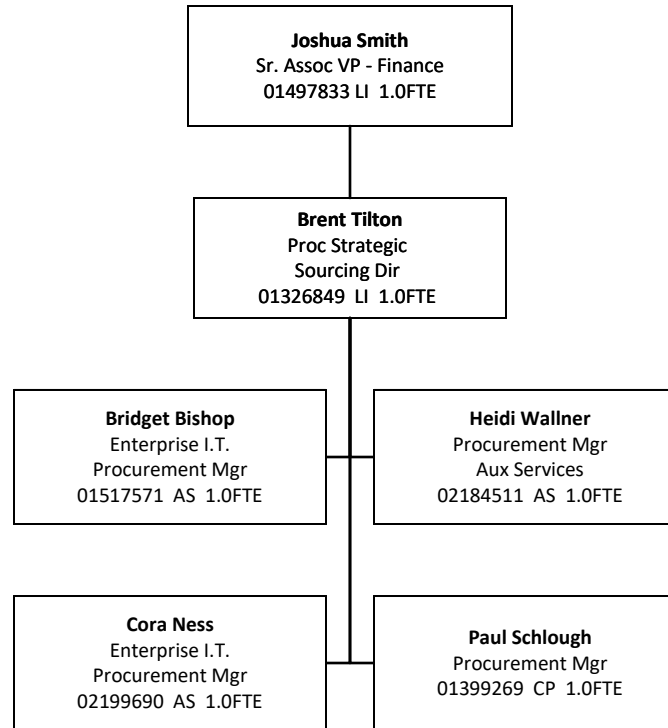 Joshua Smith
Sr. Assoc VP - Finance
01497833 LI 1.0FTE
Brent Tilton
Proc Strategic
Sourcing Dir
01326849 LI 1.0FTE
Bridget Bishop
Enterprise I.T.
Procurement Mgr
01517571 AS 1.0FTE
Heidi Wallner
Procurement Mgr
Aux Services
02184511 AS 1.0FTE
Cora Ness
Enterprise I.T.
Procurement Mgr
02199690 AS 1.0FTE
Paul Schlough
Procurement Mgr
01399269 CP 1.0FTE